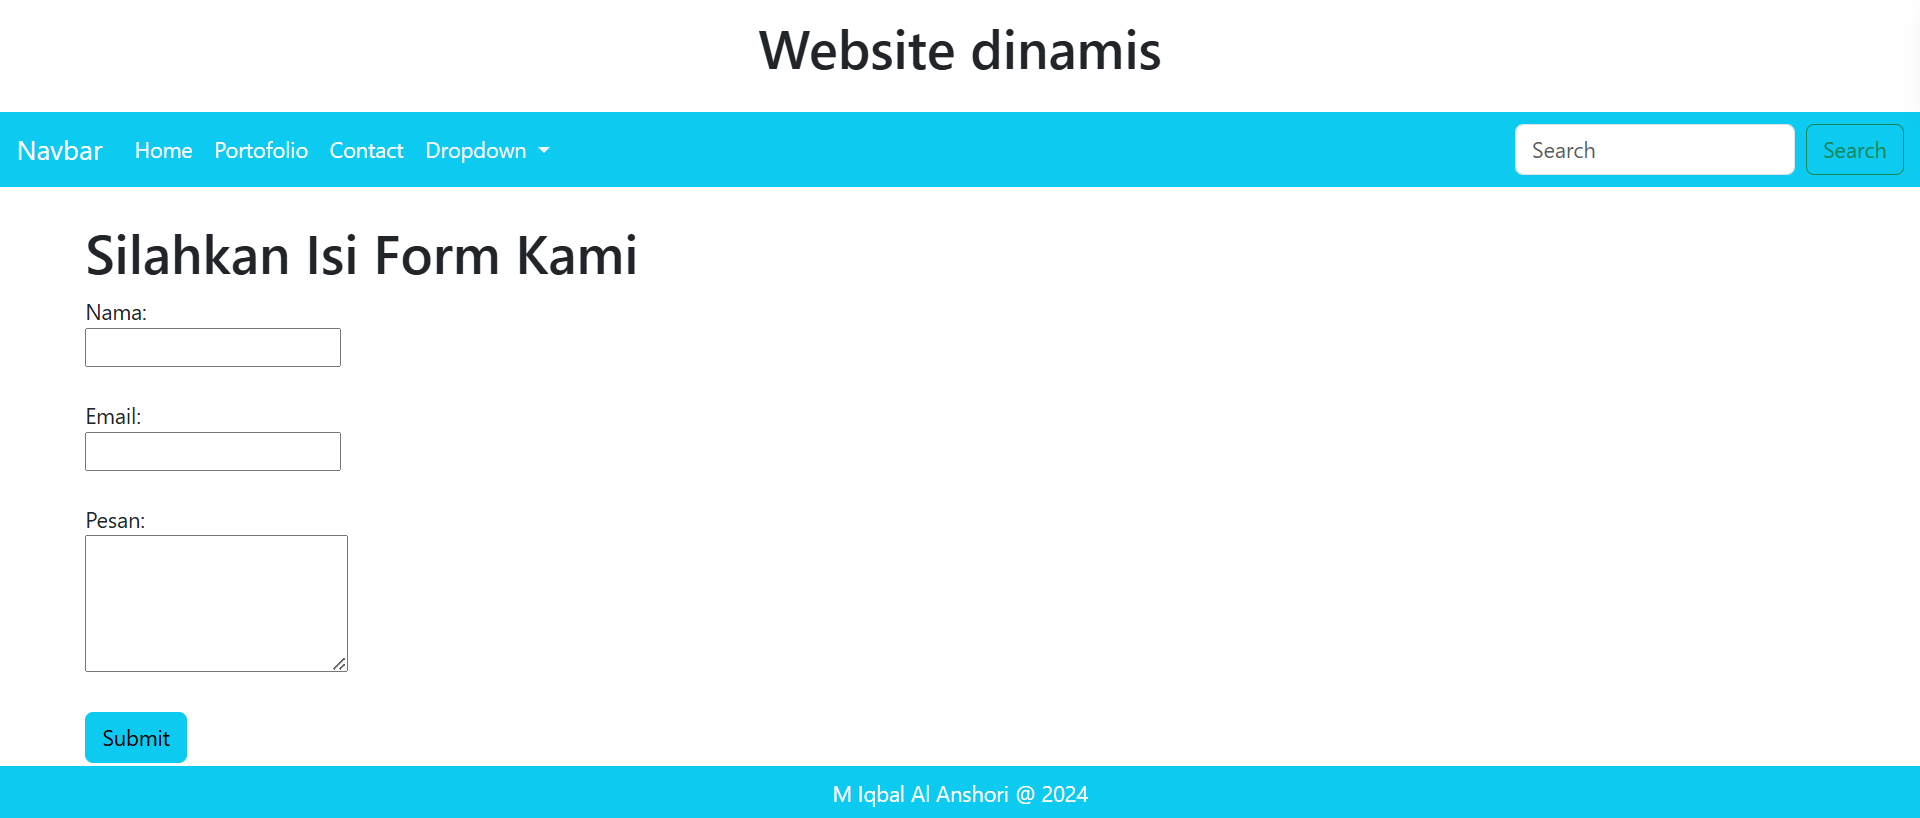 Website dinamis
Navbar Home Portofolio Contact Dropdown Search Search
Silahkan Isi Form Kami
Nama:
Email:
Pesan:
Submit
M Iqbal Al Anshori @ 2024